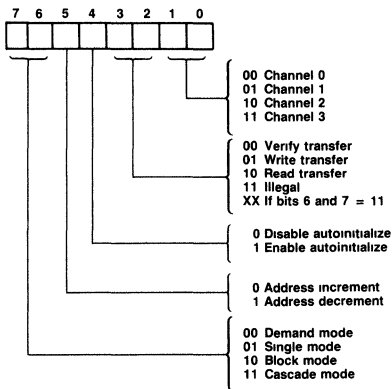 7 6 5 4 3 2 1 0
00 Channel 0
01 Channel 1
10 Channel 2
11 Channel 3
00 Verify transfer
01 Write transfer
10 Read transfer
11 Illegal
XX If bits 6 and 7 = 11
0 Disable autoinitialize
1 Enable autoinitialize
0 Address increment
1 Address decrement
00 Demand mode
01 Single mode
10 Block mode
11 Cascade mode